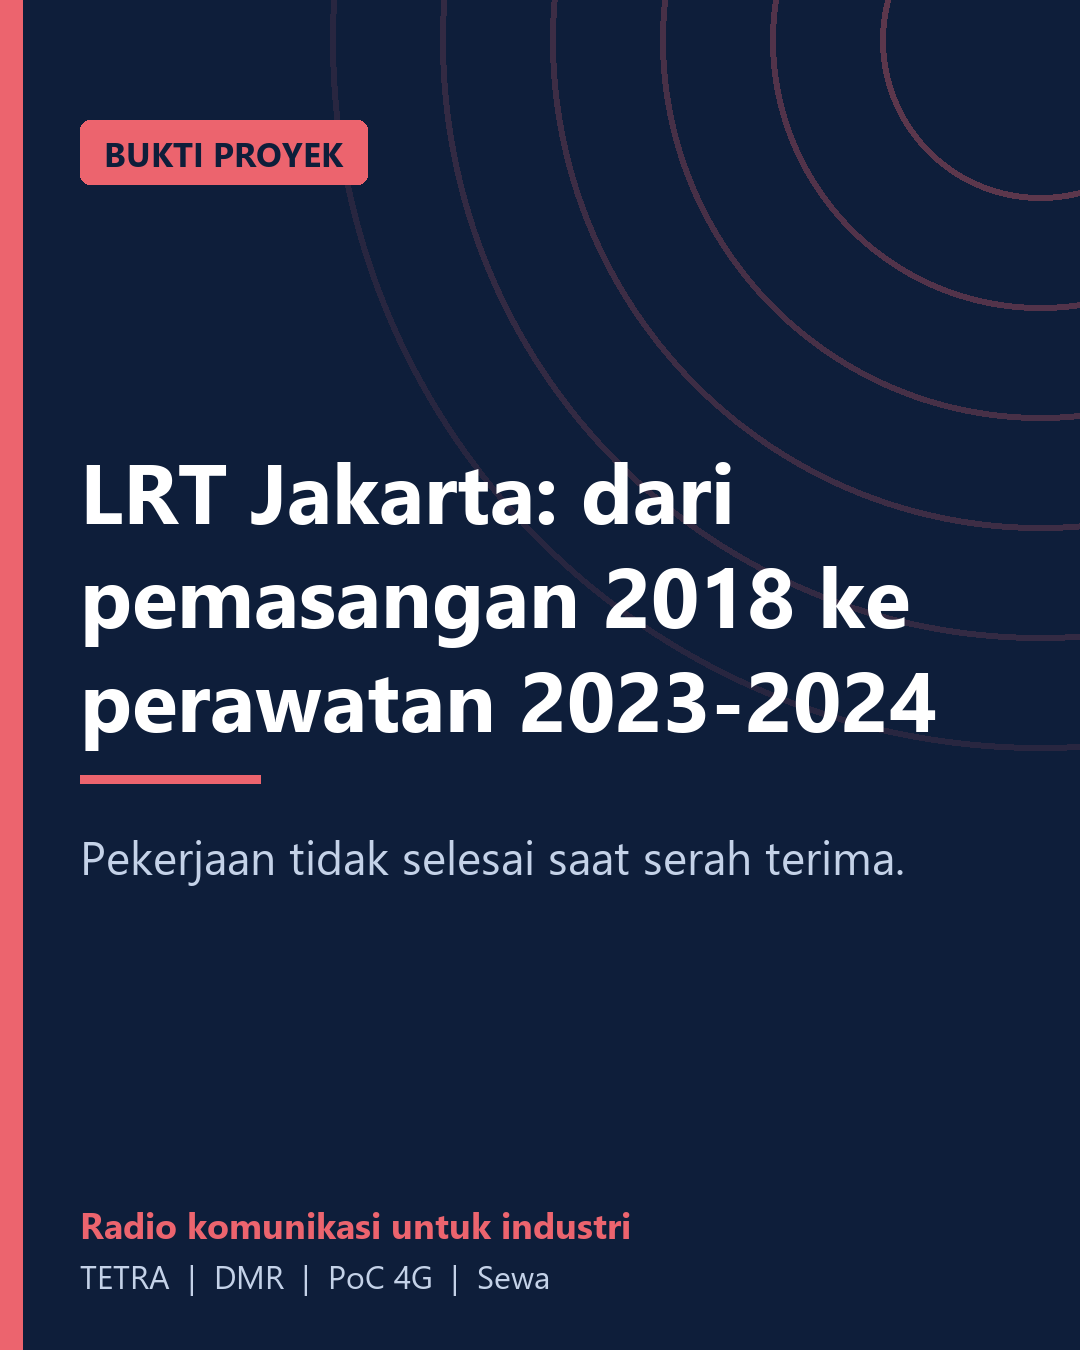 BUKTI PROYEK
LRT Jakarta: dari
pemasangan 2018 ke
perawatan 2023-2024
Pekerjaan tidak selesai saat serah terima.
Radio komunikasi untuk industri
TETRA | DMR | PoC 4G | Sewa